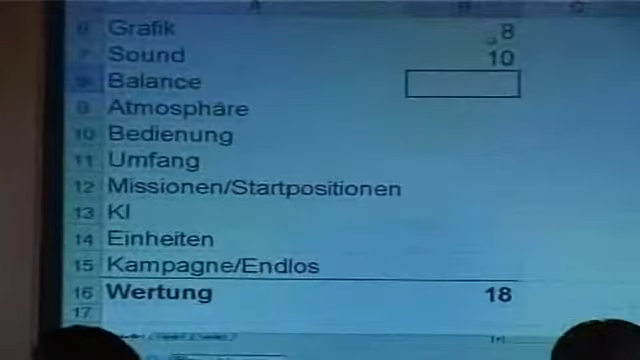 A B C
6 Grafik 8
7 Sound 10
8 Balance
9 Atmosphäre
10 Bedienung
11 Umfang
12 Missionen/Startpositionen
13 KI
14 Einheiten
15 Kampagne/Endlos
16 Wertung 18
17